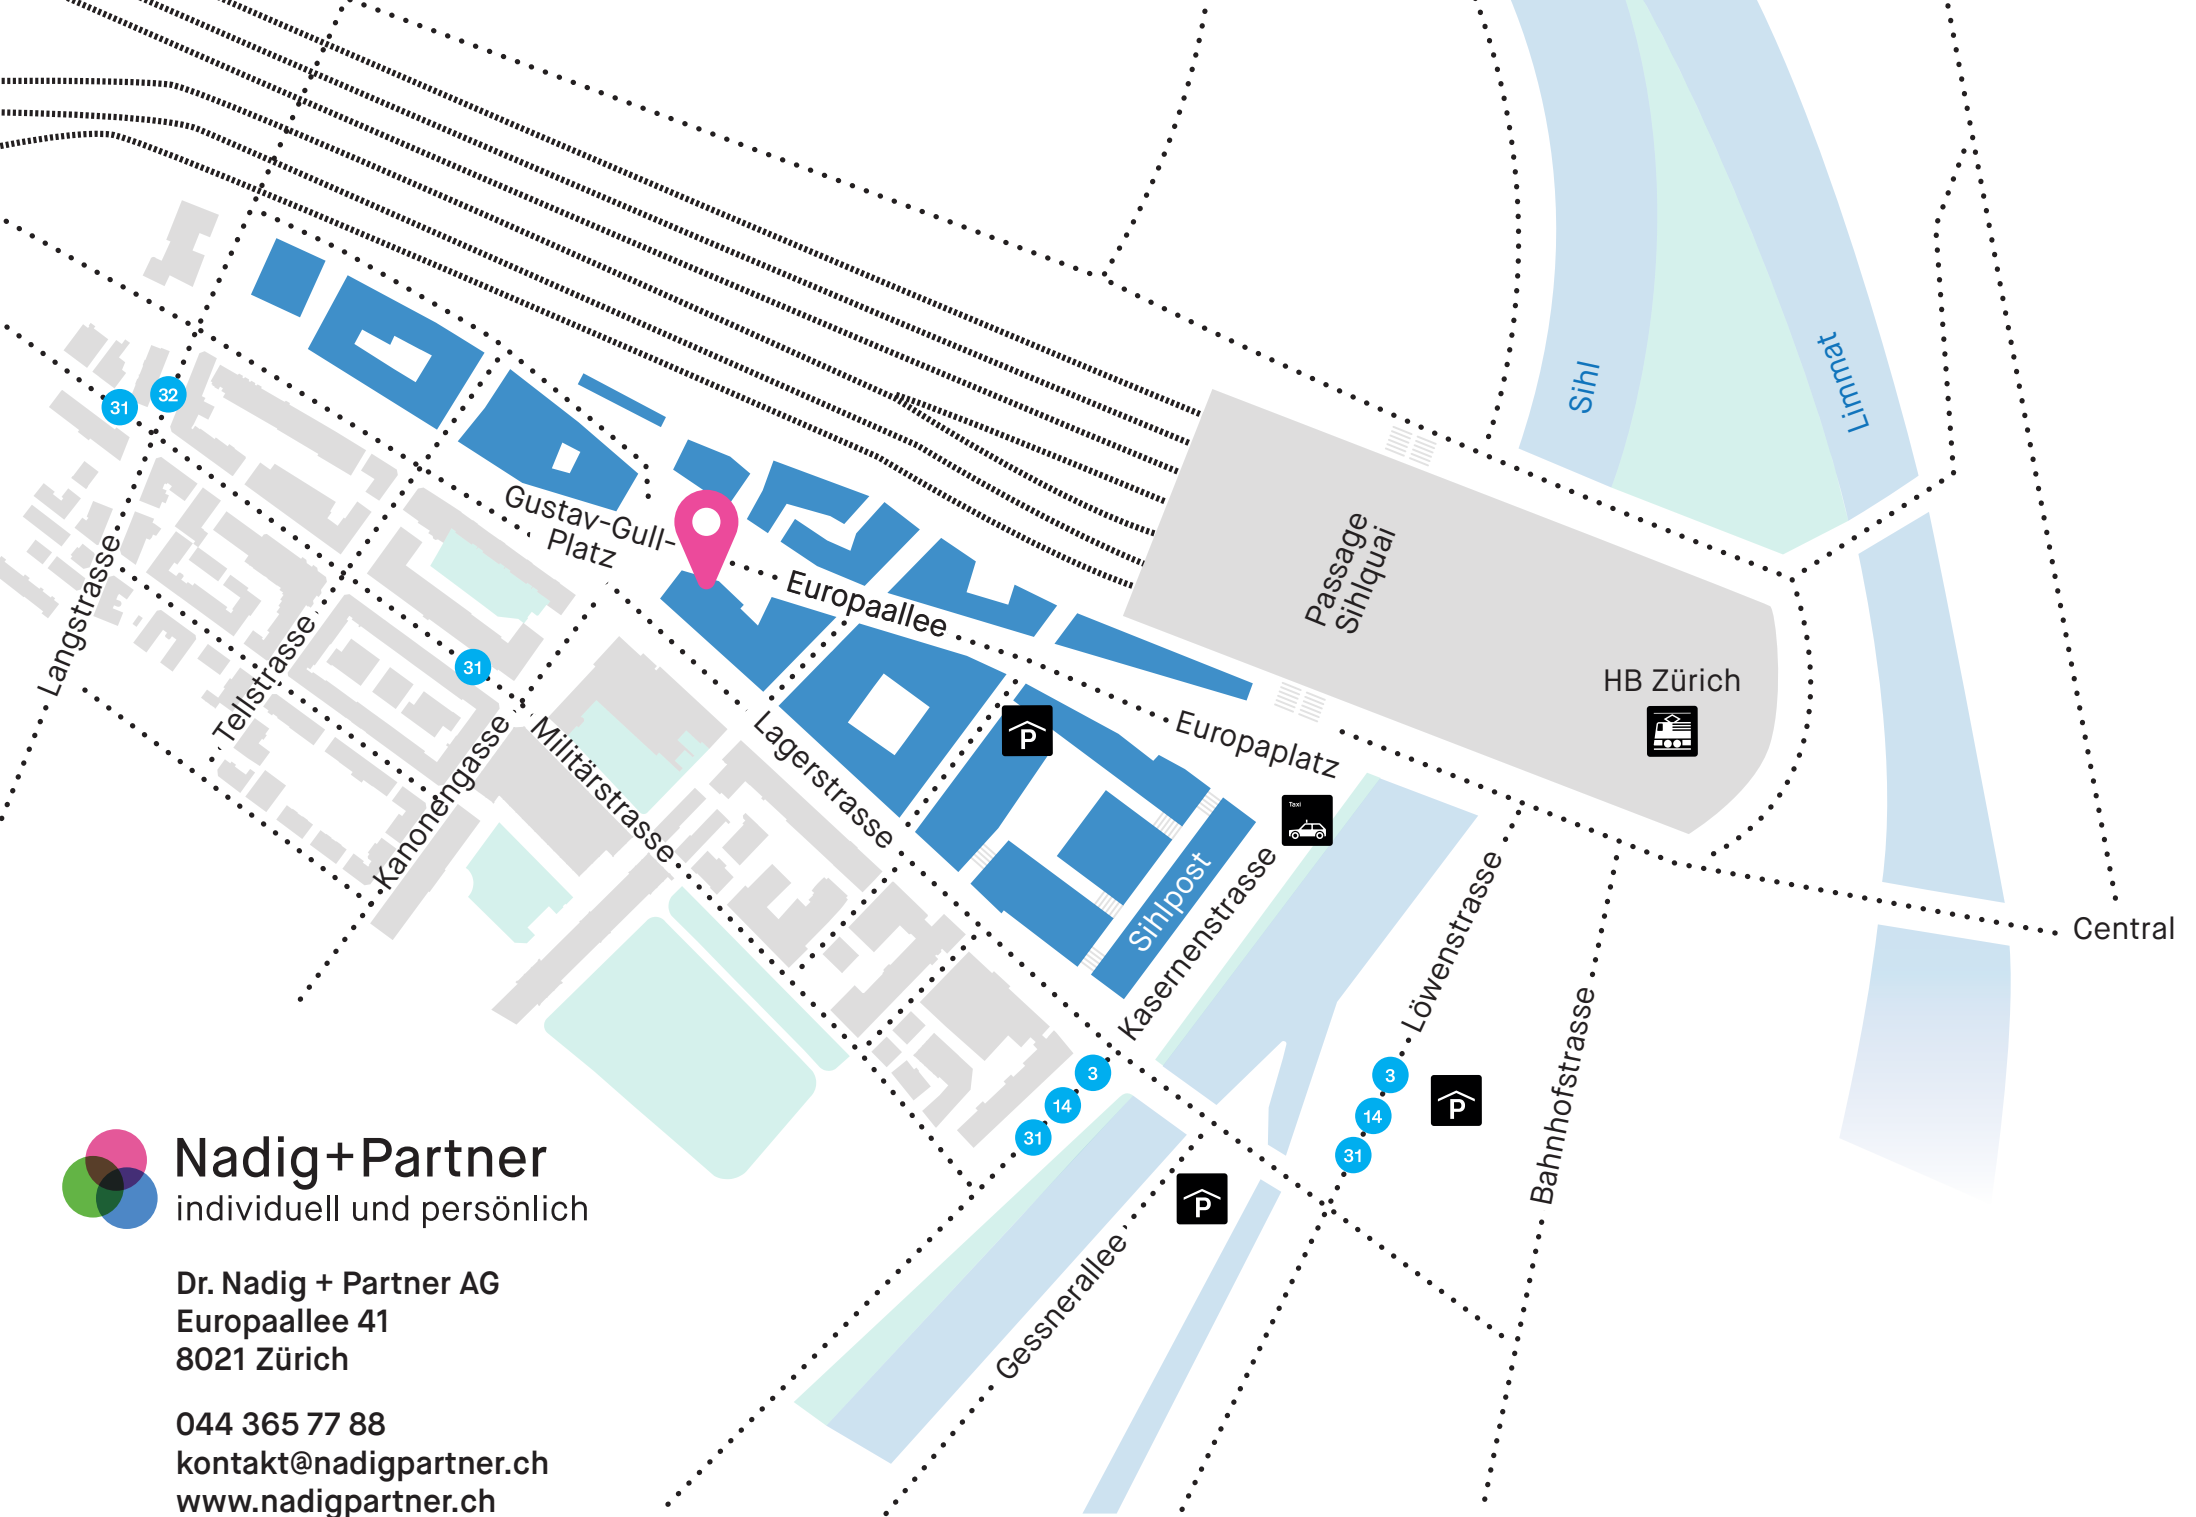 Sihl
Limmat
31
32
Gustav-Gull-
Platz
Europaallee
Passage
Sihlquai
HB Zürich
Langstrasse
Tellstrasse
31
Kanonengasse
Militärstrasse
Lagerstrasse
P
Europaplatz
Taxi
Sihlpost
Kasernenstrasse
Löwenstrasse
Bahnhofstrasse
Central
3
14
31
3
14
31
P
P
Gessnerallee
Nadig+Partner
individuell und persönlich
Dr. Nadig + Partner AG
Europaallee 41
8021 Zürich
044 365 77 88
kontakt@nadigpartner.ch
www.nadigpartner.ch